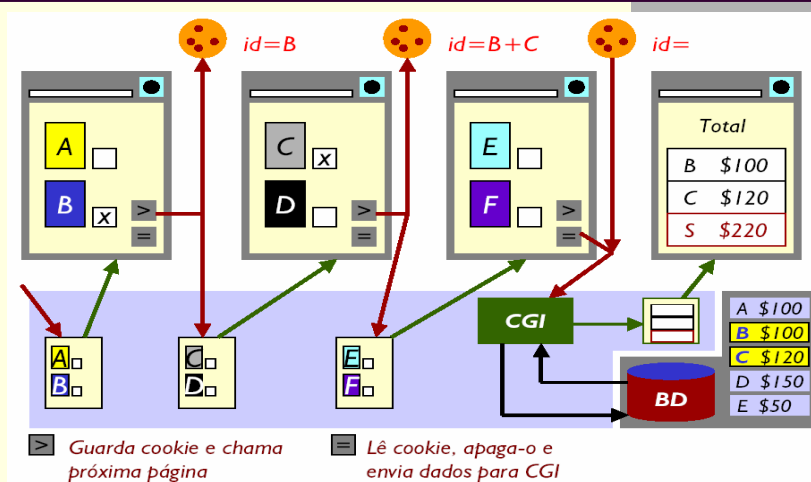 id=B
id=B+C
id=
A
B
x
>
=
C
x
D
>
=
E
F
>
=
Total
B $100
C $120
S $220
A
B
C
D
E
F
CGI
BD
A $100
B $100
C $120
D $150
E $50
> Guarda cookie e chama
próxima página
= Lê cookie, apaga-o e
envia dados para CGI